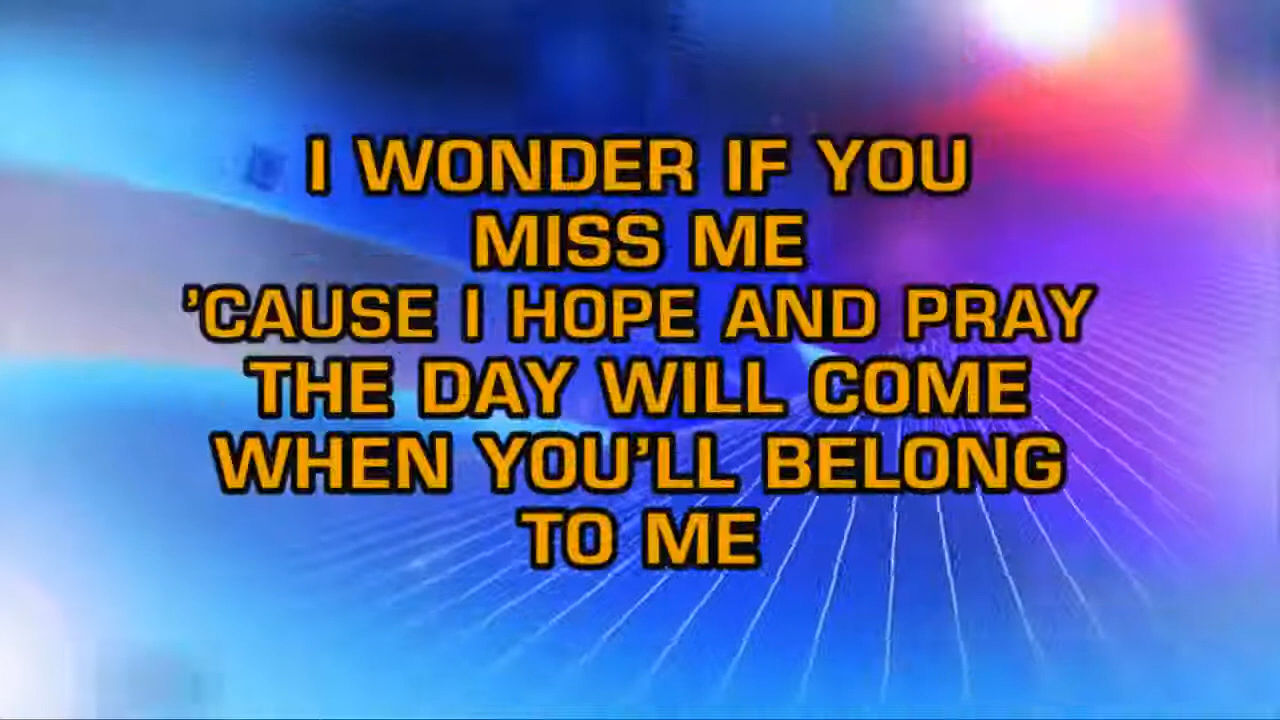 I WONDER IF YOU
MISS ME
'CAUSE I HOPE AND PRAY
THE DAY WILL COME
WHEN YOU'LL BELONG
TO ME